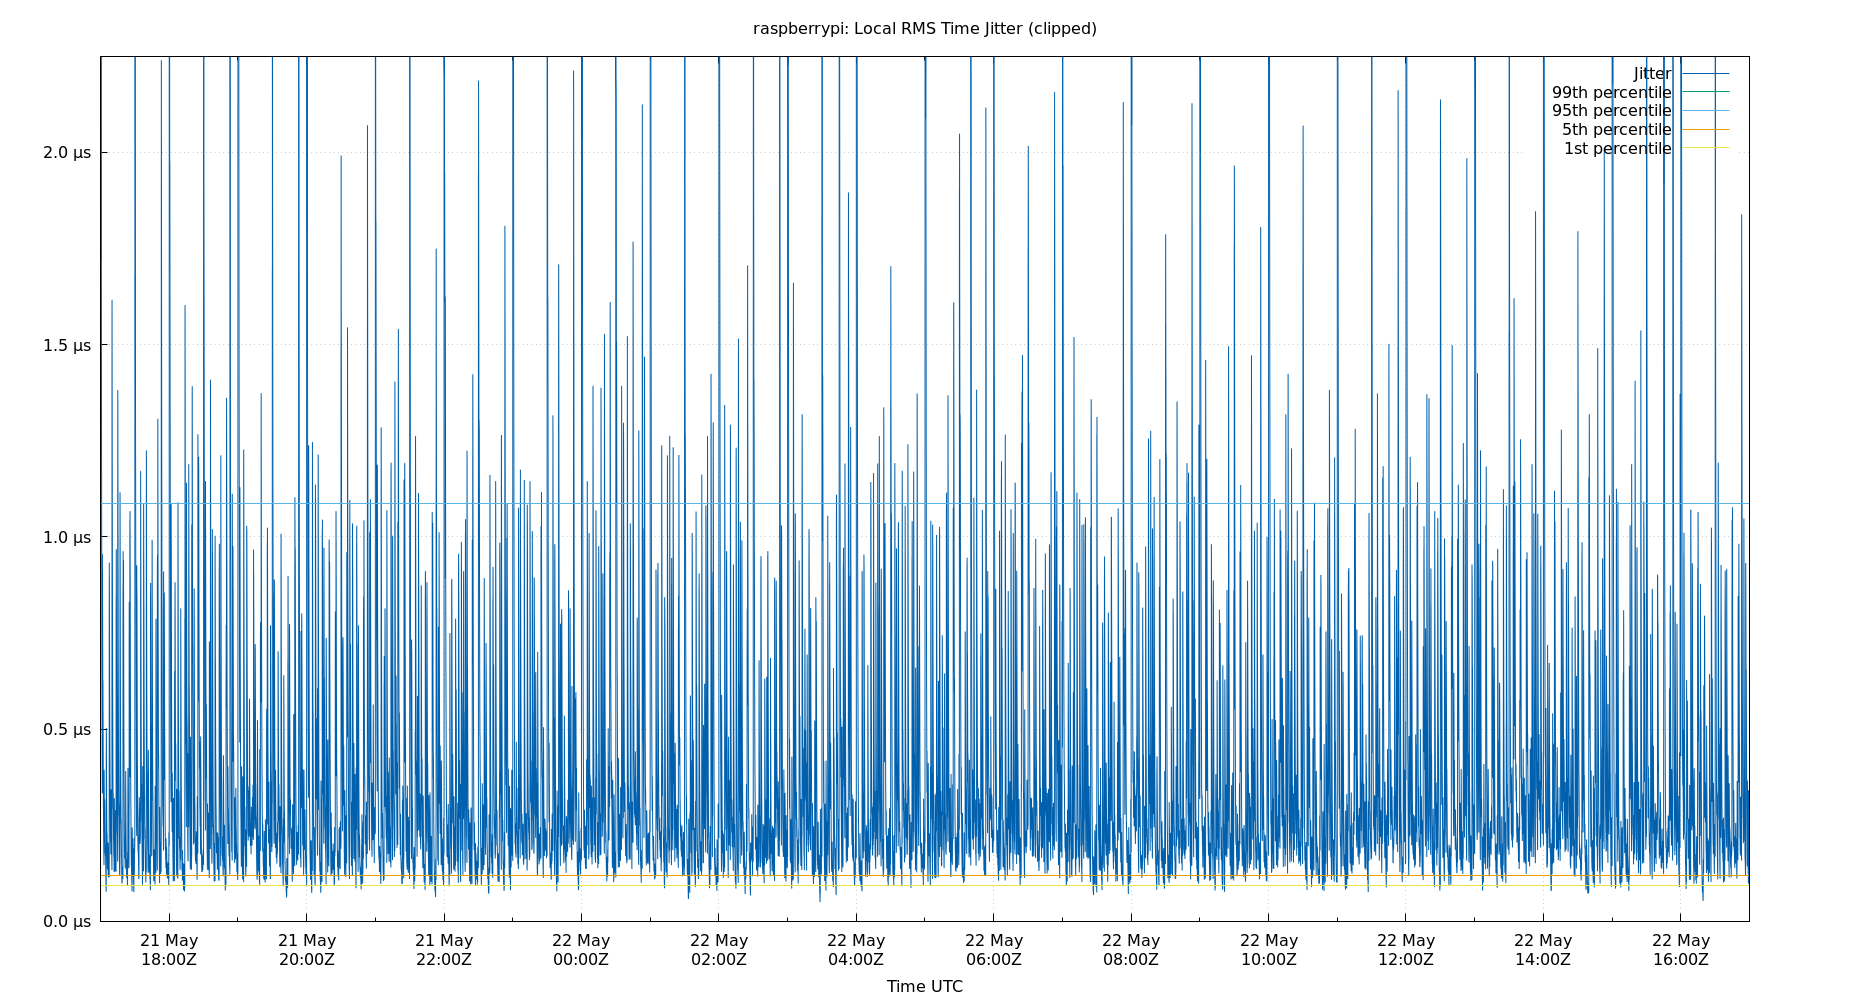 raspberrypi: Local RMS Time Jitter (clipped)
Jitter
99th percentile
95th percentile
5th percentile
1st percentile
2.0 μs
1.5 μs
1.0 μs
0.5 μs
0.0 μs
21 May 21 May 21 May 22 May 22 May 22 May 22 May 22 May 22 May 22 May 22 May 22 May
18:00Z 20:00Z 22:00Z 00:00Z 02:00Z 04:00Z 06:00Z 08:00Z 10:00Z 12:00Z 14:00Z 16:00Z
Time UTC